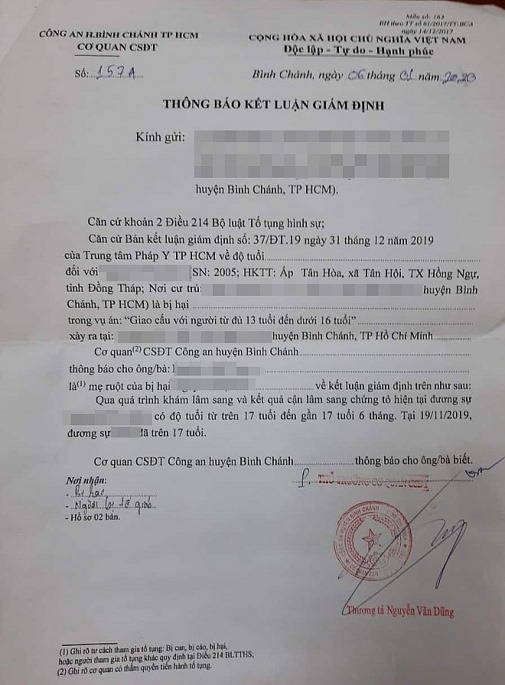 Mẫu số: 163
BH theo TT số 61/2017/TT-BCA
ngày 14/12/2017
CÔNG AN H.BÌNH CHÁNH TP HCM
CƠ QUAN CSĐT
CỘNG HÒA XÃ HỘI CHỦ NGHĨA VIỆT NAM
Độc lập - Tự do - Hạnh phúc
Số: 157A
Bình Chánh, ngày 06 tháng 01 năm 2020
THÔNG BÁO KẾT LUẬN GIÁM ĐỊNH
Kính gửi:
huyện Bình Chánh, TP HCM).
Căn cứ khoản 2 Điều 214 Bộ luật Tố tụng hình sự;
Căn cứ Bản kết luận giám định số: 37/ĐT.19 ngày 31 tháng 12 năm 2019
của Trung tâm Pháp Y TP HCM về độ tuổi
đối với SN: 2005; HKTT: Ấp Tân Hòa, xã Tân Hội, TX Hồng Ngự,
tỉnh Đồng Tháp; Nơi cư trú: huyện Bình
Chánh, TP HCM) là bị hại
trong vụ án: "Giao cấu với người từ đủ 13 tuổi đến dưới 16 tuổi"
xảy ra tại: huyện Bình Chánh, TP Hồ Chí Minh
Cơ quan(2) CSĐT Công an huyện Bình Chánh
thông báo cho ông/bà:
là(1) mẹ ruột của bị hại về kết luận giám định trên như sau:
Qua quá trình khám lâm sang và kết quả cận lâm sang chứng tỏ hiện tại đương sự
có độ tuổi từ trên 17 tuổi đến gần 17 tuổi 6 tháng. Tại 19/11/2019,
đương sự đã trên 17 tuổi.
Cơ quan CSĐT Công an huyện Bình Chánh thông báo cho ông/bà biết.
Nơi nhận:
- Bị hại
- Người bị tố giác
- Hồ sơ 02 bản.
PHÓ THỦ TRƯỞNG CƠ QUAN CSĐT
Thượng tá Nguyễn Văn Dũng
(1) Ghi rõ tư cách tham gia tố tụng: Bị can, bị cáo, bị hại,
hoặc người tham gia tố tụng khác quy định tại Điều 214 BLTTHS,
(2) Ghi rõ cơ quan có thẩm quyền tiến hành tố tụng.